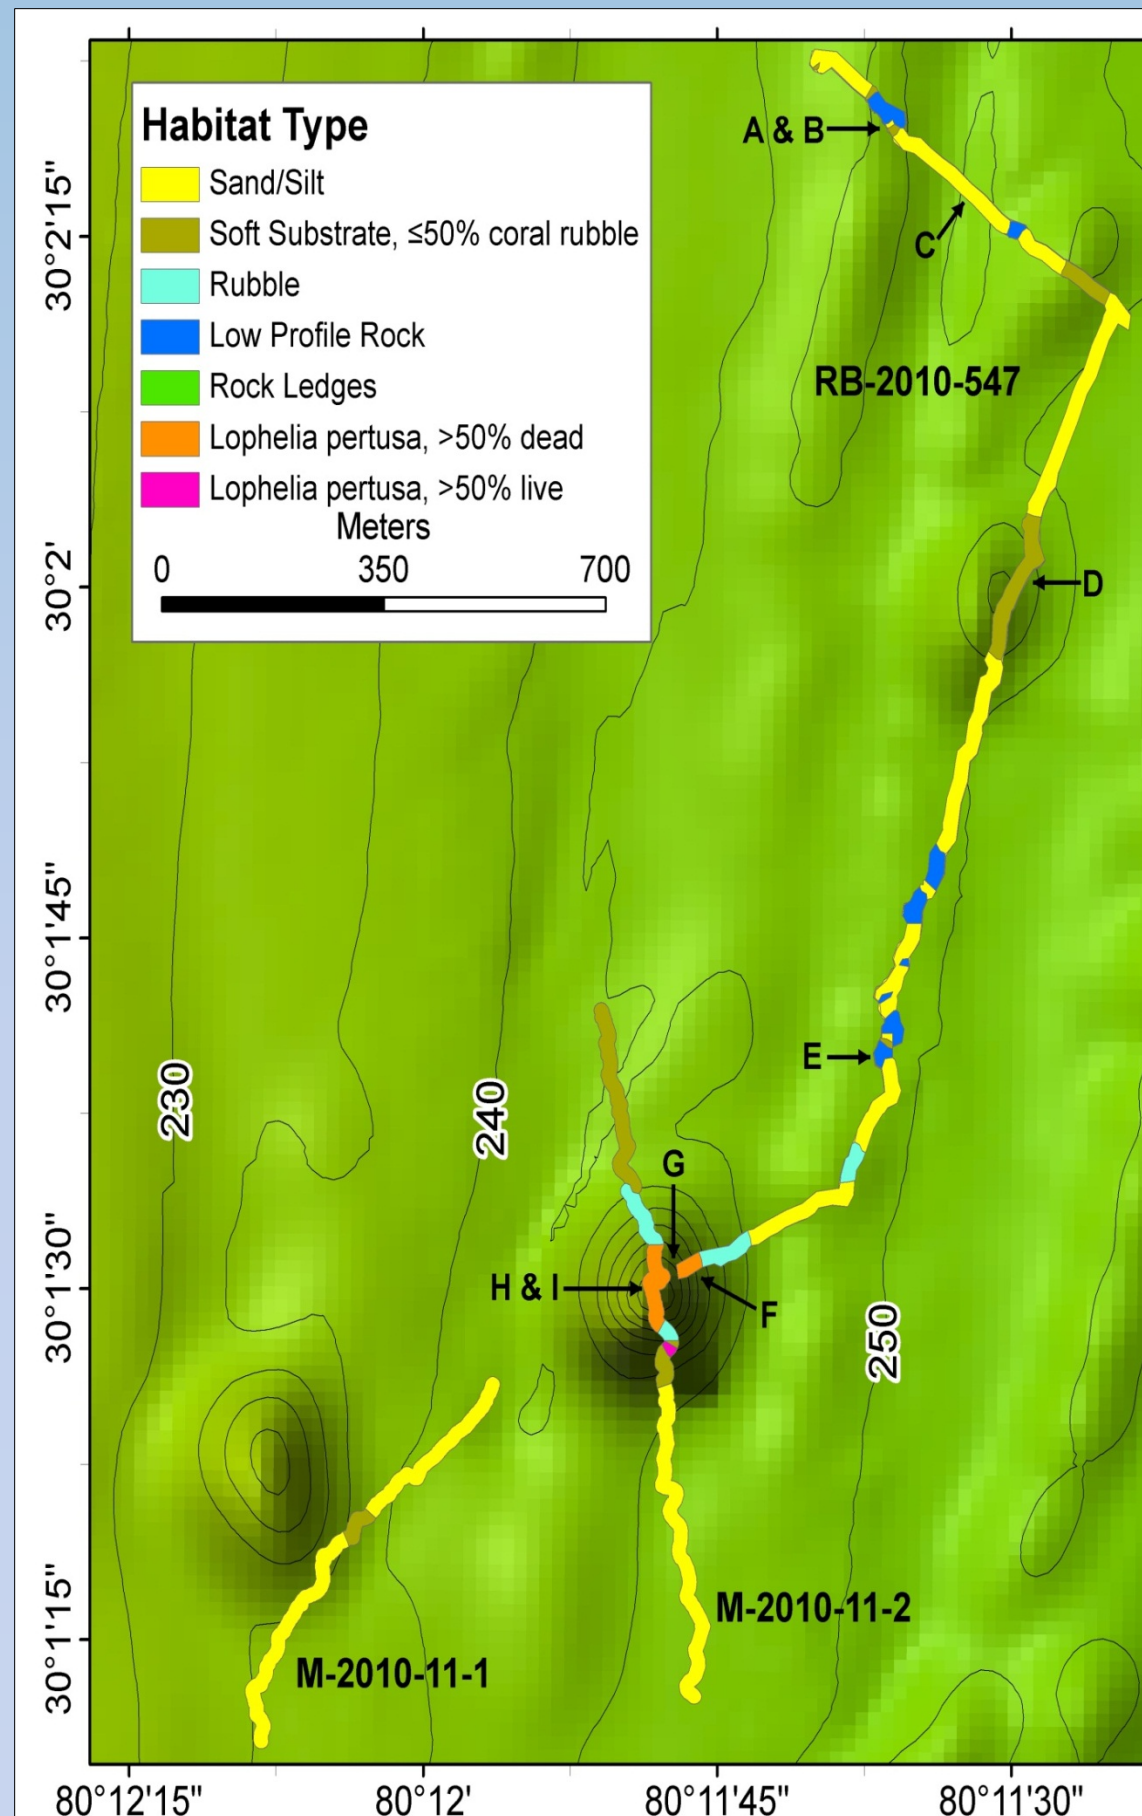 Habitat Type
Sand/Silt
Soft Substrate, ≤50% coral rubble
Rubble
Low Profile Rock
Rock Ledges
Lophelia pertusa, >50% dead
Lophelia pertusa, >50% live
Meters
0 350 700
A & B
C
RB-2010-547
D
E
G
H & I
F
230
240
250
M-2010-11-2
M-2010-11-1
30°2'15"
30°2'
30°1'45"
30°1'30"
30°1'15"
80°12'15" 80°12' 80°11'45" 80°11'30"